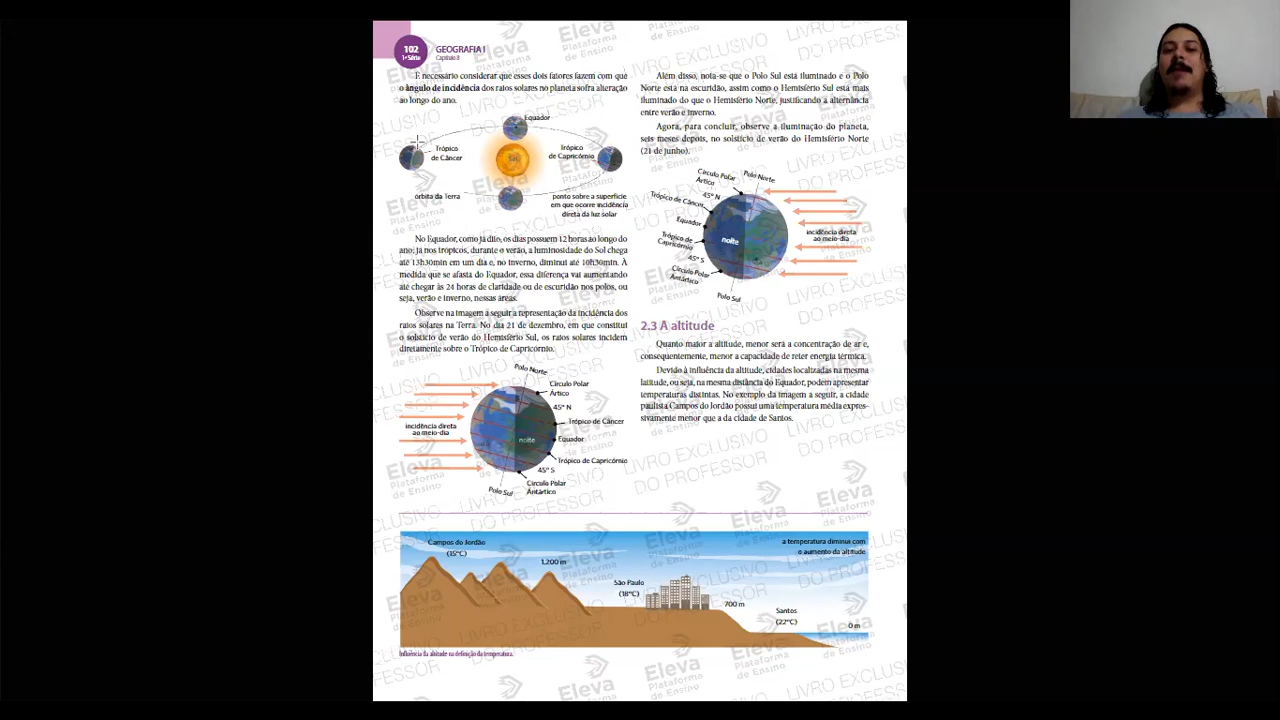 102
1ª Série
GEOGRAFIA I
Capítulo 8
É necessário considerar que esses dois fatores fazem com que
o ângulo de incidência dos raios solares no planeta sofra alteração
ao longo do ano.
Equador
Trópico
de Câncer
Sol
Trópico
de Capricórnio
órbita da Terra
ponto sobre a superfície
em que ocorre incidência
direta da luz solar
No Equador, como já dito, os dias possuem 12 horas ao longo do
ano; já nos trópicos, durante o verão, a luminosidade do Sol chega
até 13h30min em um dia e, no inverno, diminui até 10h30min. À
medida que se afasta do Equador, essa diferença vai aumentando
até chegar às 24 horas de claridade ou de escuridão nos polos, ou
seja, verão e inverno, nessas áreas.
Observe na imagem a seguir a representação da incidência dos
raios solares na Terra. No dia 21 de dezembro, em que constitui
o solstício de verão do Hemisfério Sul, os raios solares incidem
diretamente sobre o Trópico de Capricórnio.
Polo Norte
Círculo Polar
Ártico
45° N
Trópico de Câncer
incidência direta
ao meio-dia
noite
Equador
Trópico de Capricórnio
45° S
Círculo Polar
Antártico
Polo Sul
Além disso, nota-se que o Polo Sul está iluminado e o Polo
Norte está na escuridão, assim como o Hemisfério Sul está mais
iluminado do que o Hemisfério Norte, justificando a alternância
entre verão e inverno.
Agora, para concluir, observe a iluminação do planeta,
seis meses depois, no solstício de verão do Hemisfério Norte
(21 de junho).
Círculo Polar
Ártico
Polo Norte
45° N
Trópico de Câncer
Equador
Trópico de
Capricórnio
noite
incidência direta
ao meio-dia
45° S
Círculo Polar
Antártico
Polo Sul
2.3 A altitude
Quanto maior a altitude, menor será a concentração de ar e,
consequentemente, menor a capacidade de reter energia térmica.
Devido à influência da altitude, cidades localizadas na mesma
latitude, ou seja, na mesma distância do Equador, podem apresentar
temperaturas distintas. No exemplo da imagem a seguir, a cidade
paulista Campos do Jordão possui uma temperatura média expres-
sivamente menor que a da cidade de Santos.
Campos do Jordão
(15°C)
1.200 m
São Paulo
(18°C)
700 m
Santos
(22°C)
0 m
a temperatura diminui com
o aumento da altitude
Influência da altitude na definição da temperatura.
Eleva
Plataforma
de Ensino
LIVRO EXCLUSIVO
DO PROFESSOR